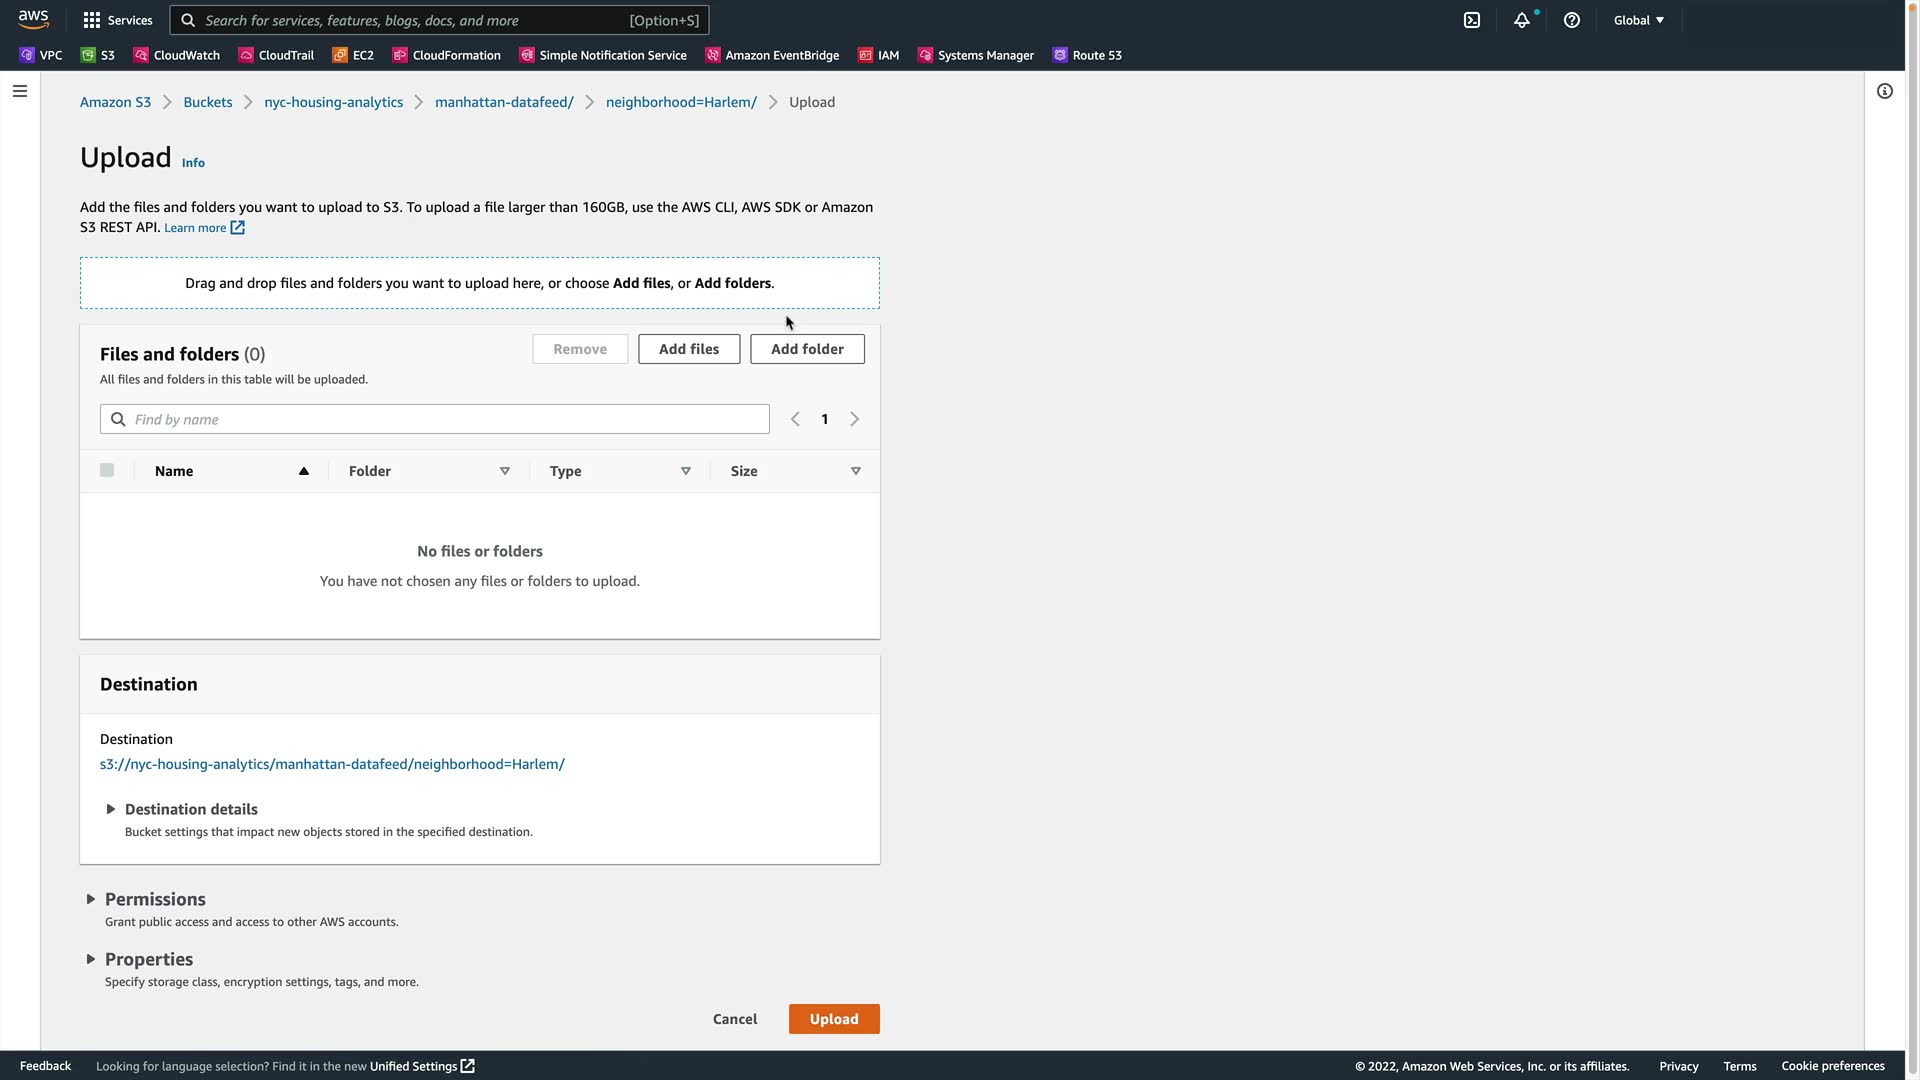 aws
Services
Search for services, features, blogs, docs, and more [Option+S]
Global
VPC S3 CloudWatch CloudTrail EC2 CloudFormation Simple Notification Service Amazon EventBridge IAM Systems Manager Route 53
Amazon S3 Buckets nyc-housing-analytics manhattan-datafeed/ neighborhood=Harlem/ Upload
Upload Info
Add the files and folders you want to upload to S3. To upload a file larger than 160GB, use the AWS CLI, AWS SDK or Amazon
S3 REST API. Learn more
Drag and drop files and folders you want to upload here, or choose Add files, or Add folders.
Files and folders (0)
Remove Add files Add folder
All files and folders in this table will be uploaded.
Find by name
1
Name Folder Type Size
No files or folders
You have not chosen any files or folders to upload.
Destination
Destination
s3://nyc-housing-analytics/manhattan-datafeed/neighborhood=Harlem/
Destination details
Bucket settings that impact new objects stored in the specified destination.
Permissions
Grant public access and access to other AWS accounts.
Properties
Specify storage class, encryption settings, tags, and more.
Cancel Upload
Feedback Looking for language selection? Find it in the new Unified Settings © 2022, Amazon Web Services, Inc. or its affiliates. Privacy Terms Cookie preferences